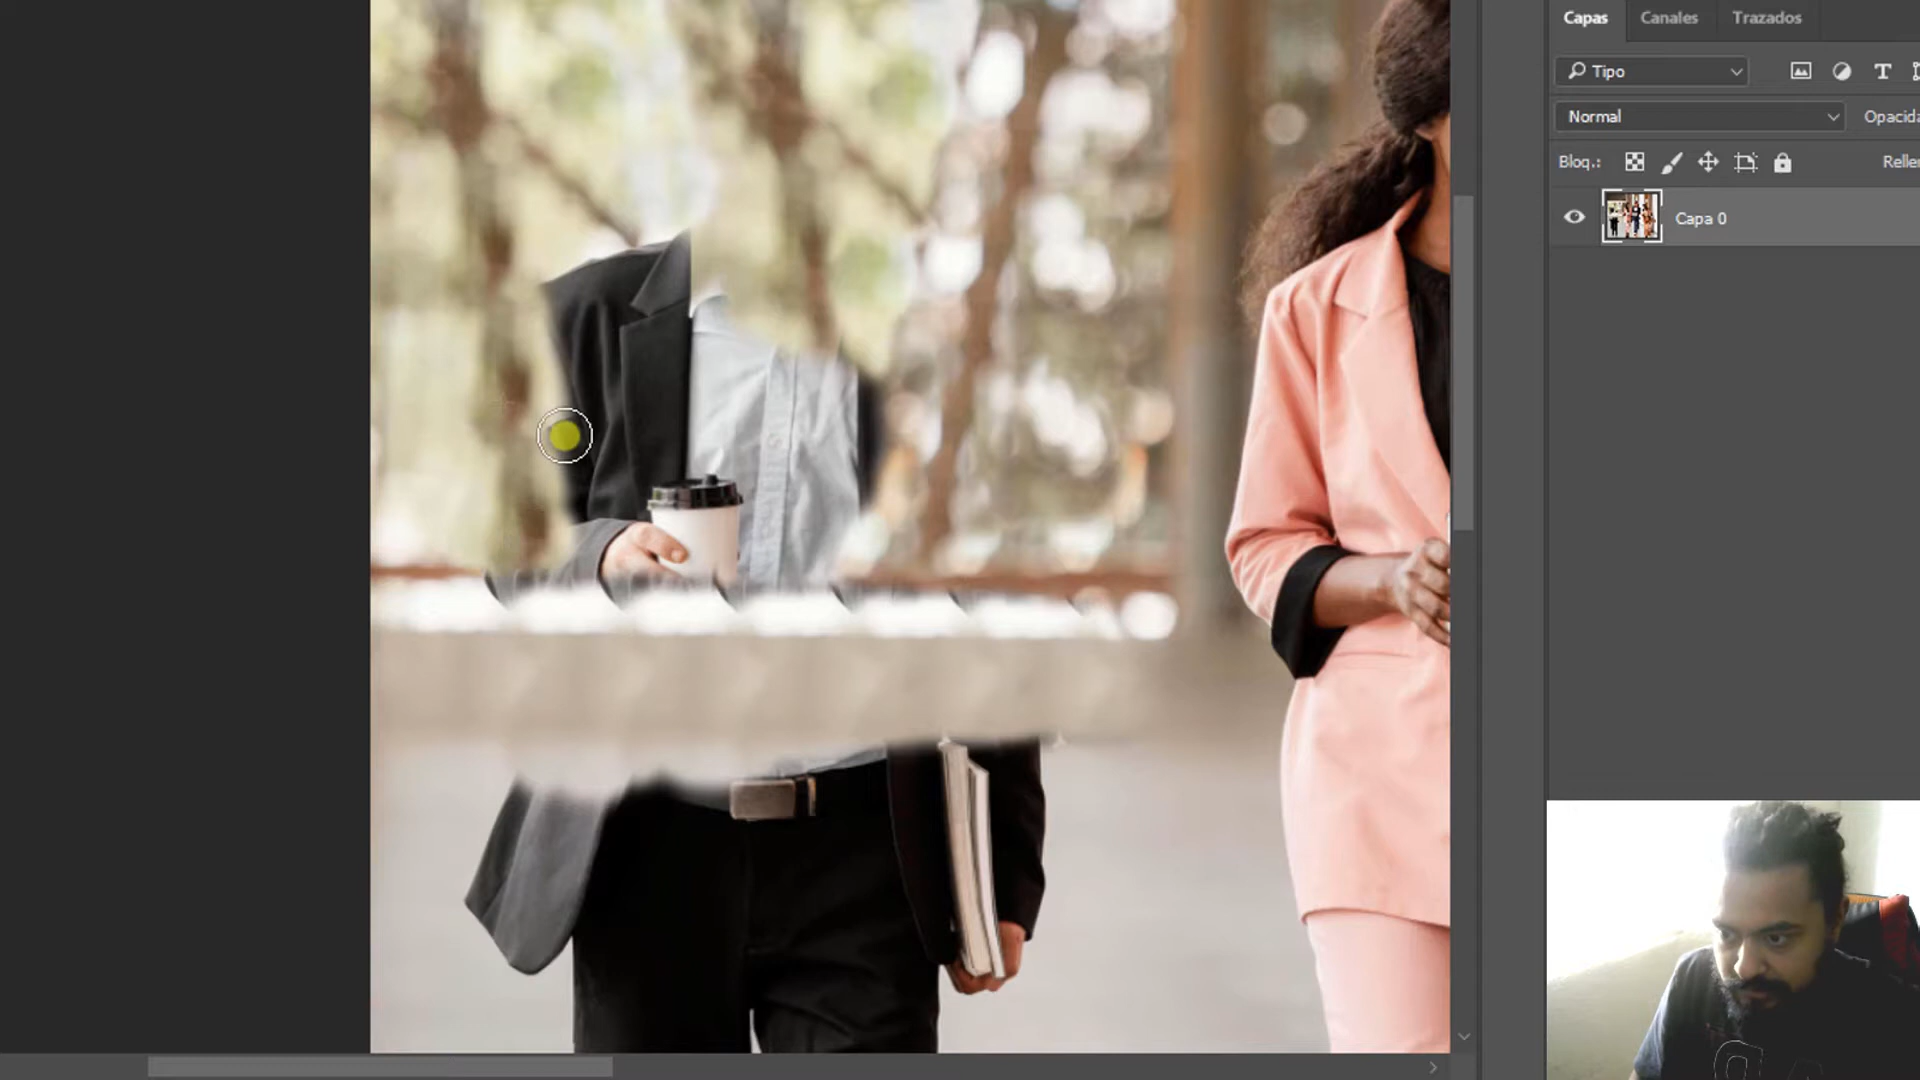 Capas Canales Trazados
Tipo
Normal Opacida
Bloq.: Relle
Capa 0